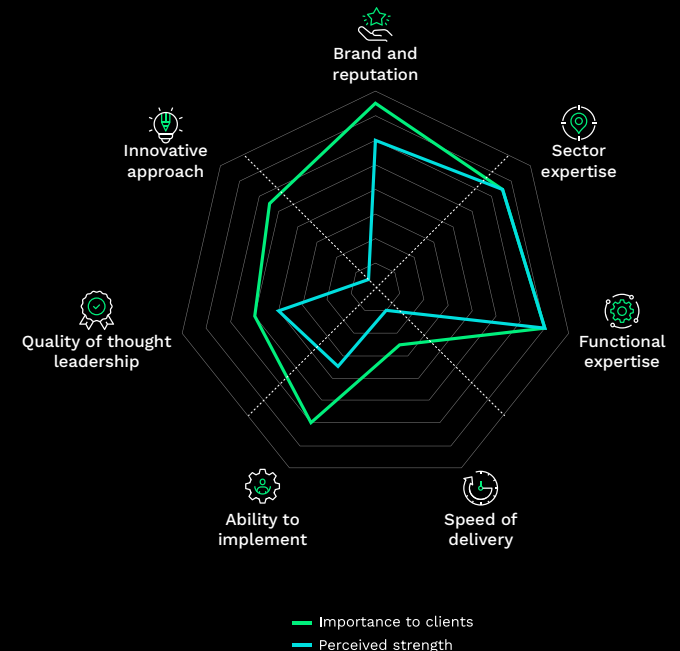 Brand and
reputation
Innovative
approach
Sector
expertise
Quality of thought
leadership
Functional
expertise
Ability to
implement
Speed of
delivery
Importance to clients
Perceived strength